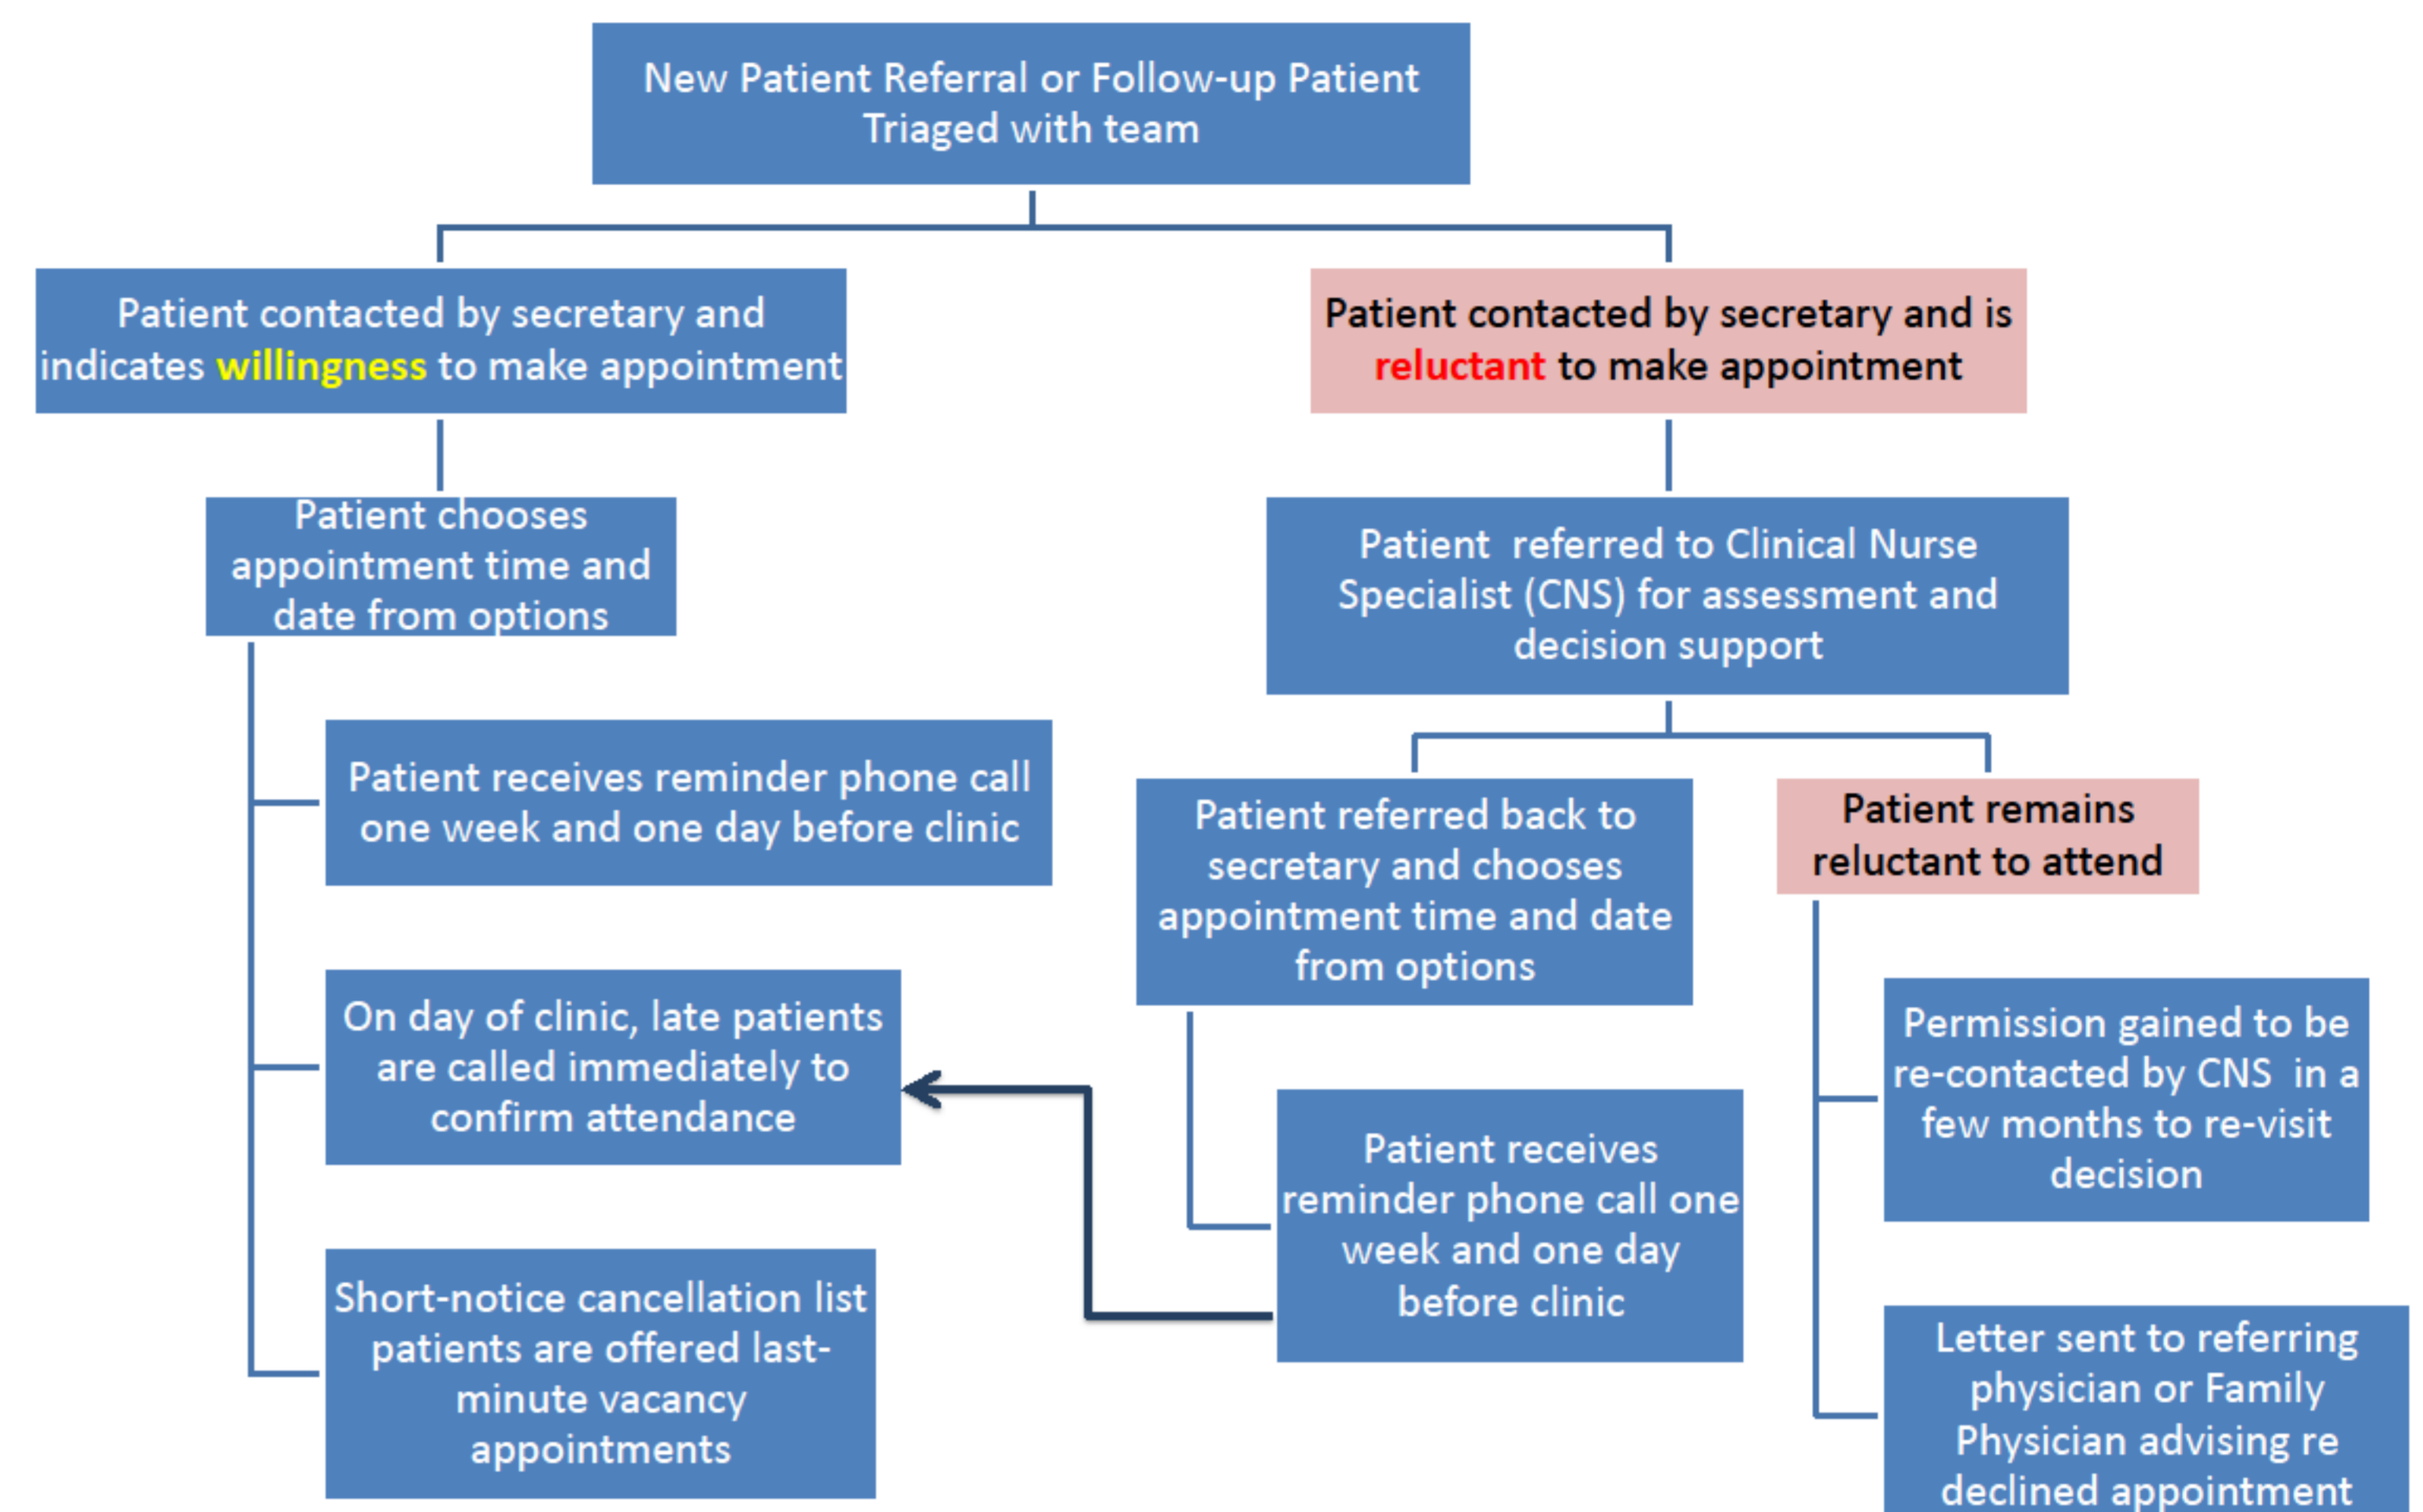 New Patient Referral or Follow-up Patient
Triaged with team
Patient contacted by secretary and
indicates willingness to make appointment
Patient contacted by secretary and is
reluctant to make appointment
Patient chooses
appointment time and
date from options
Patient referred to Clinical Nurse
Specialist (CNS) for assessment and
decision support
Patient receives reminder phone call
one week and one day before clinic
On day of clinic, late patients
are called immediately to
confirm attendance
Short-notice cancellation list
patients are offered last-
minute vacancy
appointments
Patient referred back to
secretary and chooses
appointment time and date
from options
Patient receives
reminder phone call one
week and one day
before clinic
Patient remains
reluctant to attend
Permission gained to be
re-contacted by CNS in a
few months to re-visit
decision
Letter sent to referring
physician or Family
Physician advising re
declined appointment